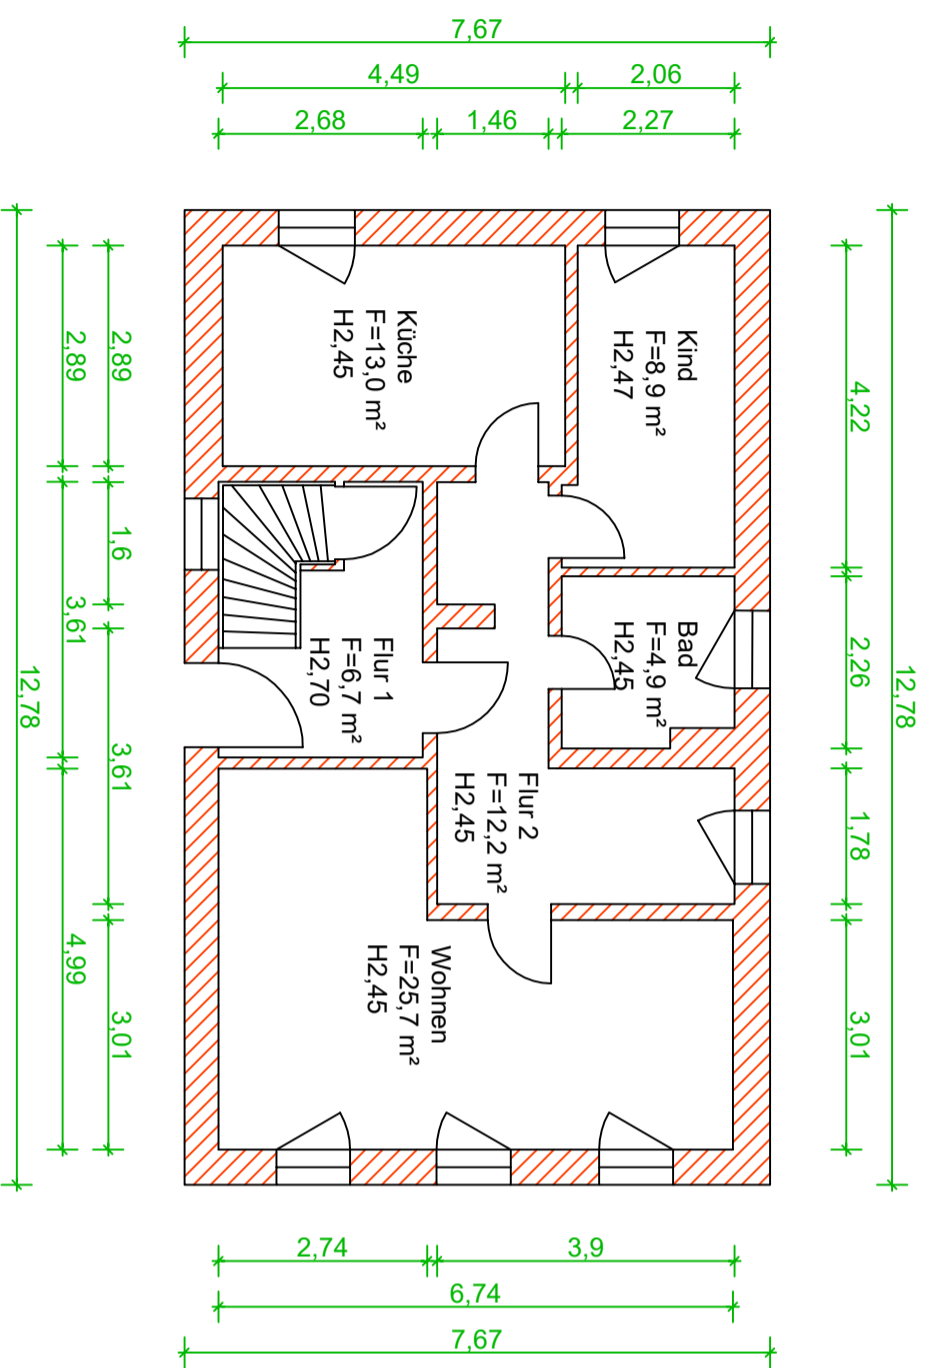 7,67
4,49
2,06
2,68
1,46
2,27
12,78
2,89
3,61
4,99
2,89
1,6
3,61
3,01
Küche
F=13,0 m²
H2,45
Kind
F=8,9 m²
H2,47
Flur 1
F=6,7 m²
H2,70
Bad
F=4,9 m²
H2,45
Flur 2
F=12,2 m²
H2,45
Wohnen
F=25,7 m²
H2,45
4,22
2,26
1,78
3,01
12,78
2,74
3,9
6,74
7,67